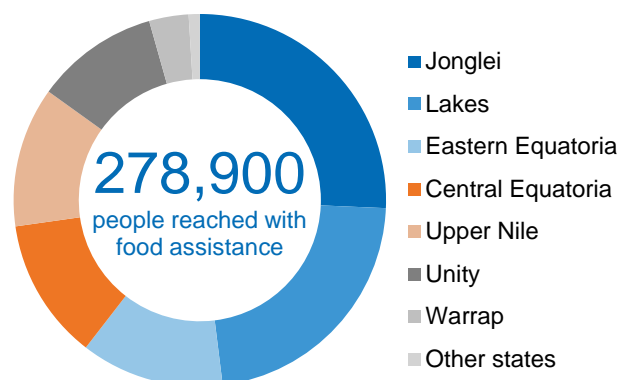 278,900
people reached with
food assistance
Jonglei
Lakes
Eastern Equatoria
Central Equatoria
Upper Nile
Unity
Warrap
Other states